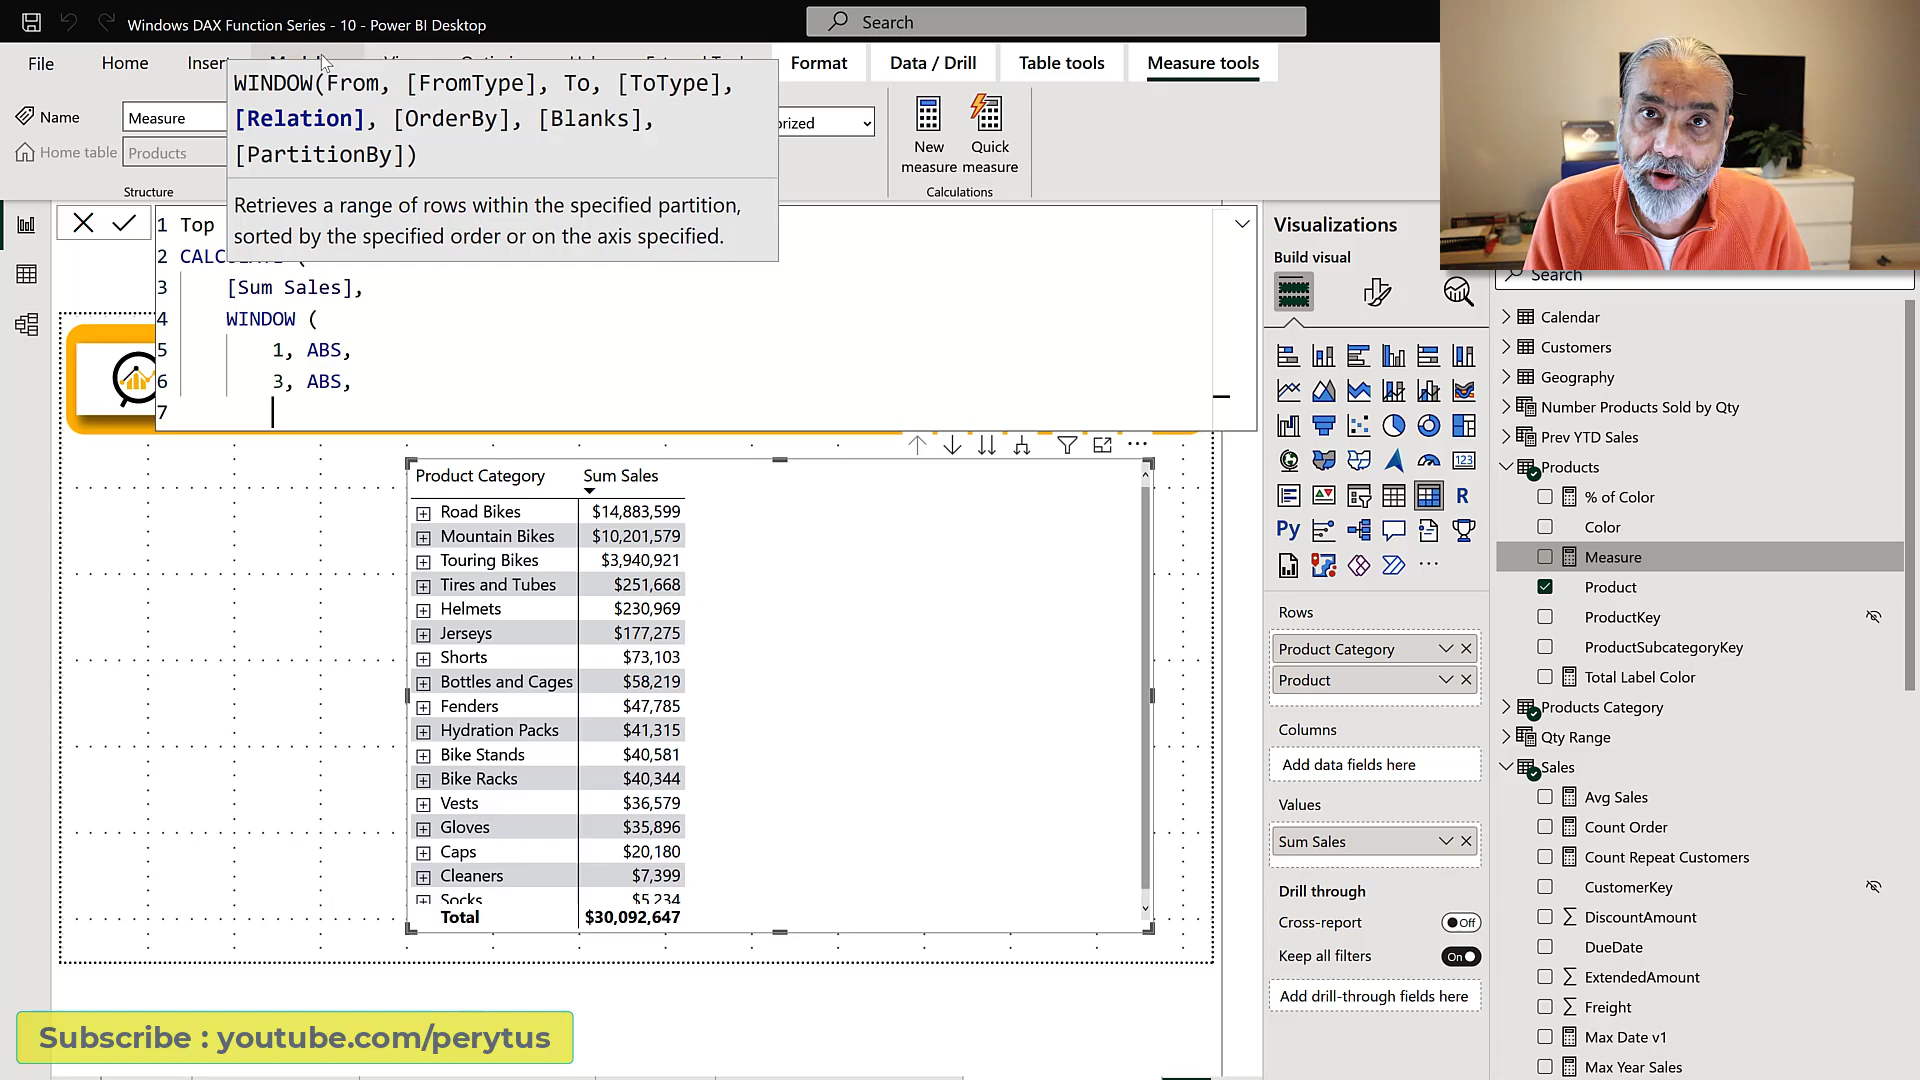 Windows DAX Function Series - 10 - Power BI Desktop
Search
File
Home
Insert
Format
Data / Drill
Table tools
Measure tools
WINDOW(From, [FromType], To, [ToType],
[Relation], [OrderBy], [Blanks],
[PartitionBy])
Retrieves a range of rows within the specified partition,
sorted by the specified order or on the axis specified.
Name
Measure
Home table
Products
Structure
New
measure
Quick
measure
Calculations
1 Top
2 CALCULATE (
3 [Sum Sales],
4 WINDOW (
5 1, ABS,
6 3, ABS,
7
Product Category Sum Sales
Road Bikes $14,883,599
Mountain Bikes $10,201,579
Touring Bikes $3,940,921
Tires and Tubes $251,668
Helmets $230,969
Jerseys $177,275
Shorts $73,103
Bottles and Cages $58,219
Fenders $47,785
Hydration Packs $41,315
Bike Stands $40,581
Bike Racks $40,344
Vests $36,579
Gloves $35,896
Caps $20,180
Cleaners $7,399
Socks $5,234
Total $30,092,647
Subscribe : youtube.com/perytus
Visualizations
Build visual
123
R
Py
Rows
Product Category
Product
Columns
Add data fields here
Values
Sum Sales
Drill through
Cross-report
Off
Keep all filters
On
Add drill-through fields here
Search
Calendar
Customers
Geography
Number Products Sold by Qty
Prev YTD Sales
Products
% of Color
Color
Measure
Product
ProductKey
ProductSubcategoryKey
Total Label Color
Products Category
Qty Range
Sales
Avg Sales
Count Order
Count Repeat Customers
CustomerKey
DiscountAmount
DueDate
ExtendedAmount
Freight
Max Date v1
Max Year Sales